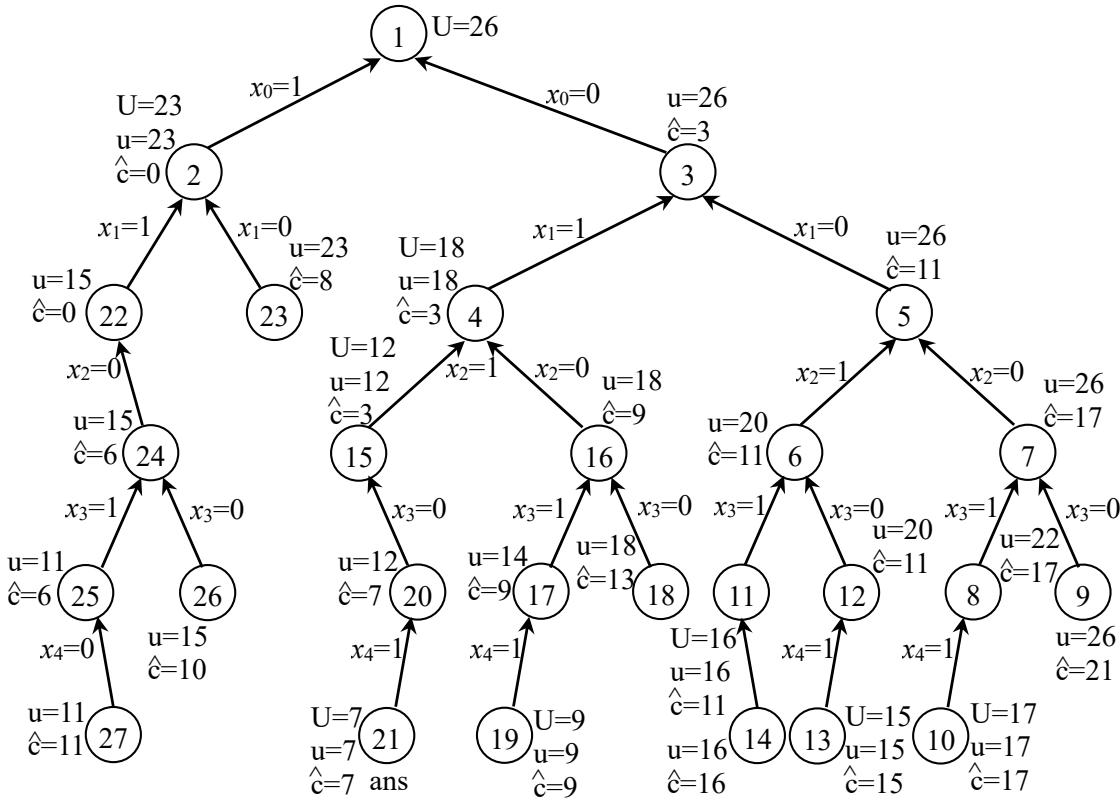 1
U=26
x₀=1
x₀=0
U=23
u=23
ĉ=0
2
u=26
ĉ=3
3
x₁=1
x₁=0
x₁=1
x₁=0
u=15
ĉ=0
22
u=23
ĉ=8
23
U=18
u=18
ĉ=3
4
u=26
ĉ=11
5
x₂=0
x₂=1
x₂=0
x₂=1
x₂=0
u=15
ĉ=6
24
U=12
u=12
ĉ=3
15
u=18
ĉ=9
16
u=20
ĉ=11
6
u=26
ĉ=17
7
x₃=1
x₃=0
x₃=0
x₃=1
x₃=0
x₃=1
x₃=0
x₃=1
x₃=0
u=11
ĉ=6
25
26
u=15
ĉ=10
u=12
ĉ=7
20
u=14
ĉ=9
17
u=18
ĉ=13
18
11
U=16
u=16
ĉ=11
u=20
ĉ=11
12
u=22
ĉ=17
8
9
u=26
ĉ=21
x₄=0
x₄=1
x₄=1
x₄=1
x₄=1
u=11
ĉ=11
27
U=7
u=7
ĉ=7
21
ans
19
U=9
u=9
ĉ=9
u=16
ĉ=16
14
13
U=15
u=15
ĉ=15
10
U=17
u=17
ĉ=17